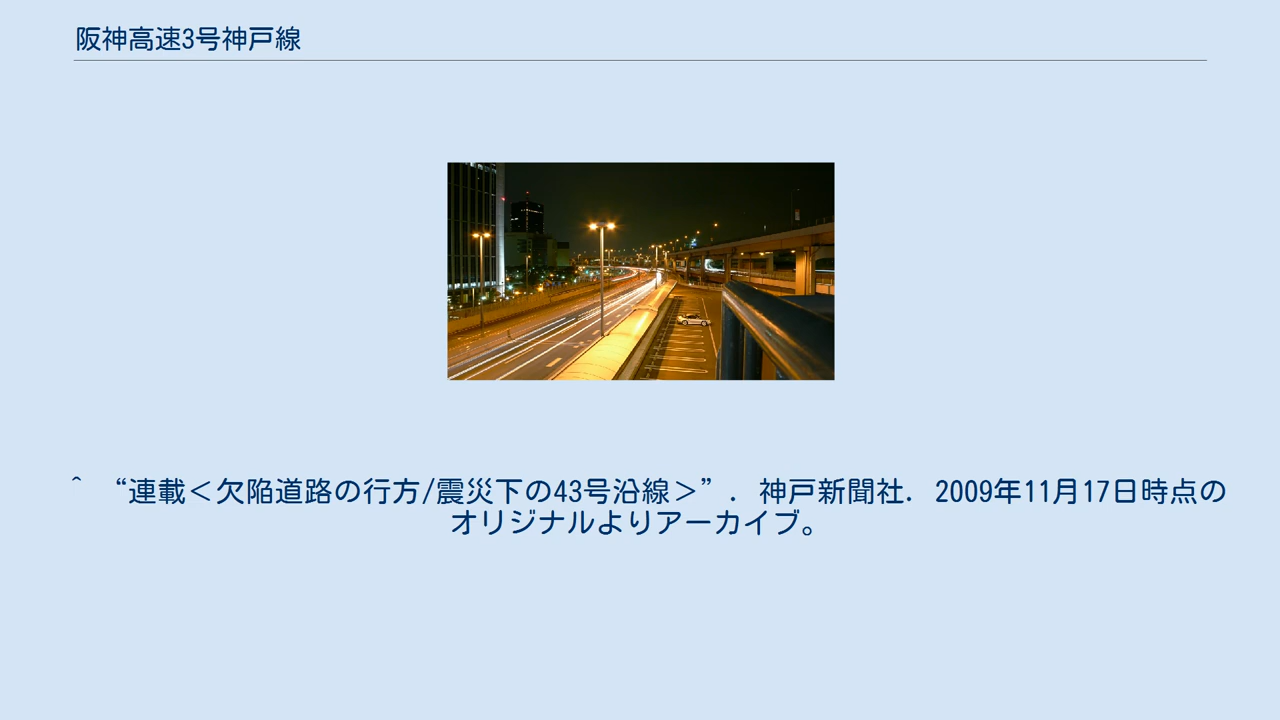 阪神高速3号神戸線
^ “連載＜欠陥道路の行方/震災下の43号沿線＞”. 神戸新聞社. 2009年11月17日時点の
オリジナルよりアーカイブ。